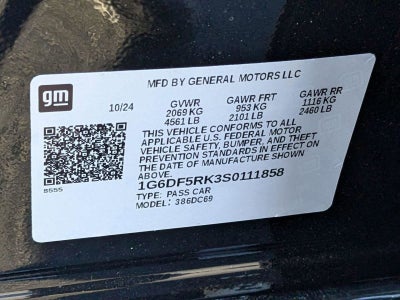 gm
MFD BY GENERAL MOTORS LLC
10/24 GVWR GAWR FRT GAWR RR
2069 KG 953 KG 1116 KG
4561 LB 2101 LB 2460 LB
THIS VEHICLE CONFORMS TO ALL
APPLICABLE U.S. FEDERAL MOTOR
VEHICLE SAFETY, BUMPER, AND THEFT
PREVENTION STANDARDS IN EFFECT ON
THE DATE OF MANUFACTURE SHOWN
ABOVE.
1G6DF5RK3S0111858
TYPE: PASS CAR
MODEL: 386DC69